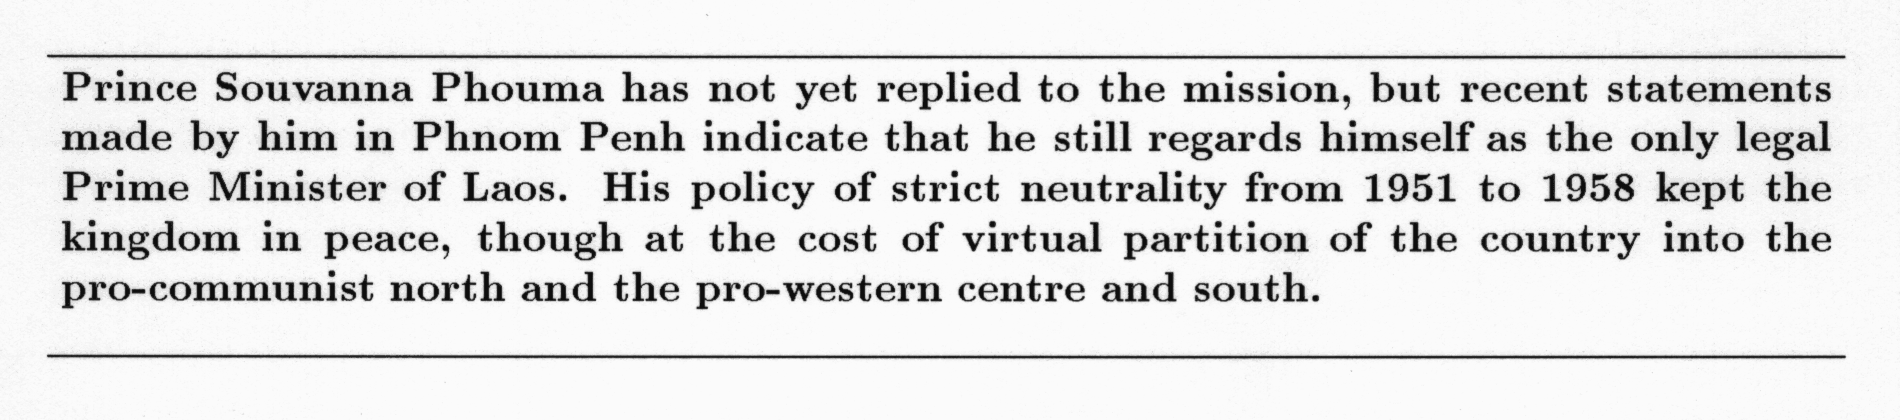 Prince Souvanna Phouma has not yet replied to the mission, but recent statements
made by him in Phnom Penh indicate that he still regards himself as the only legal
Prime Minister of Laos. His policy of strict neutrality from 1951 to 1958 kept the
kingdom in peace, though at the cost of virtual partition of the country into the
pro-communist north and the pro-western centre and south.